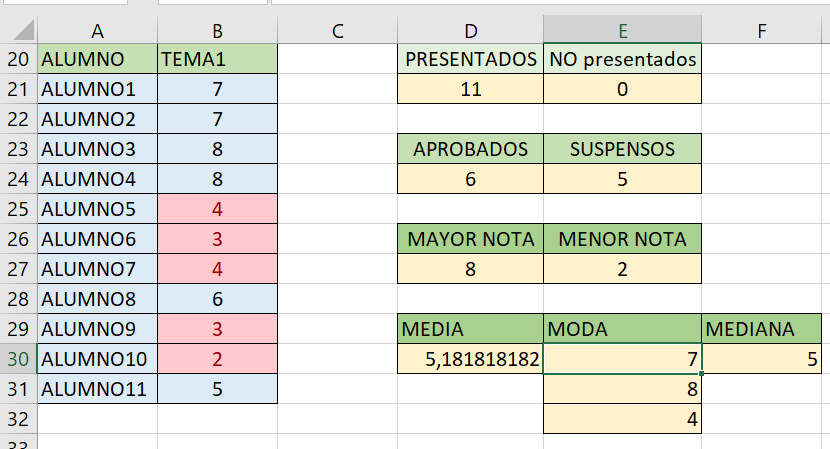 A B C D E F
20 ALUMNO TEMA1 PRESENTADOS NO presentados
21 ALUMNO1 7 11 0
22 ALUMNO2 7
23 ALUMNO3 8 APROBADOS SUSPENSOS
24 ALUMNO4 8 6 5
25 ALUMNO5 4
26 ALUMNO6 3 MAYOR NOTA MENOR NOTA
27 ALUMNO7 4 8 2
28 ALUMNO8 6
29 ALUMNO9 3 MEDIA MODA MEDIANA
30 ALUMNO10 2 5,181818182 7 5
31 ALUMNO11 5 8
32 4
33